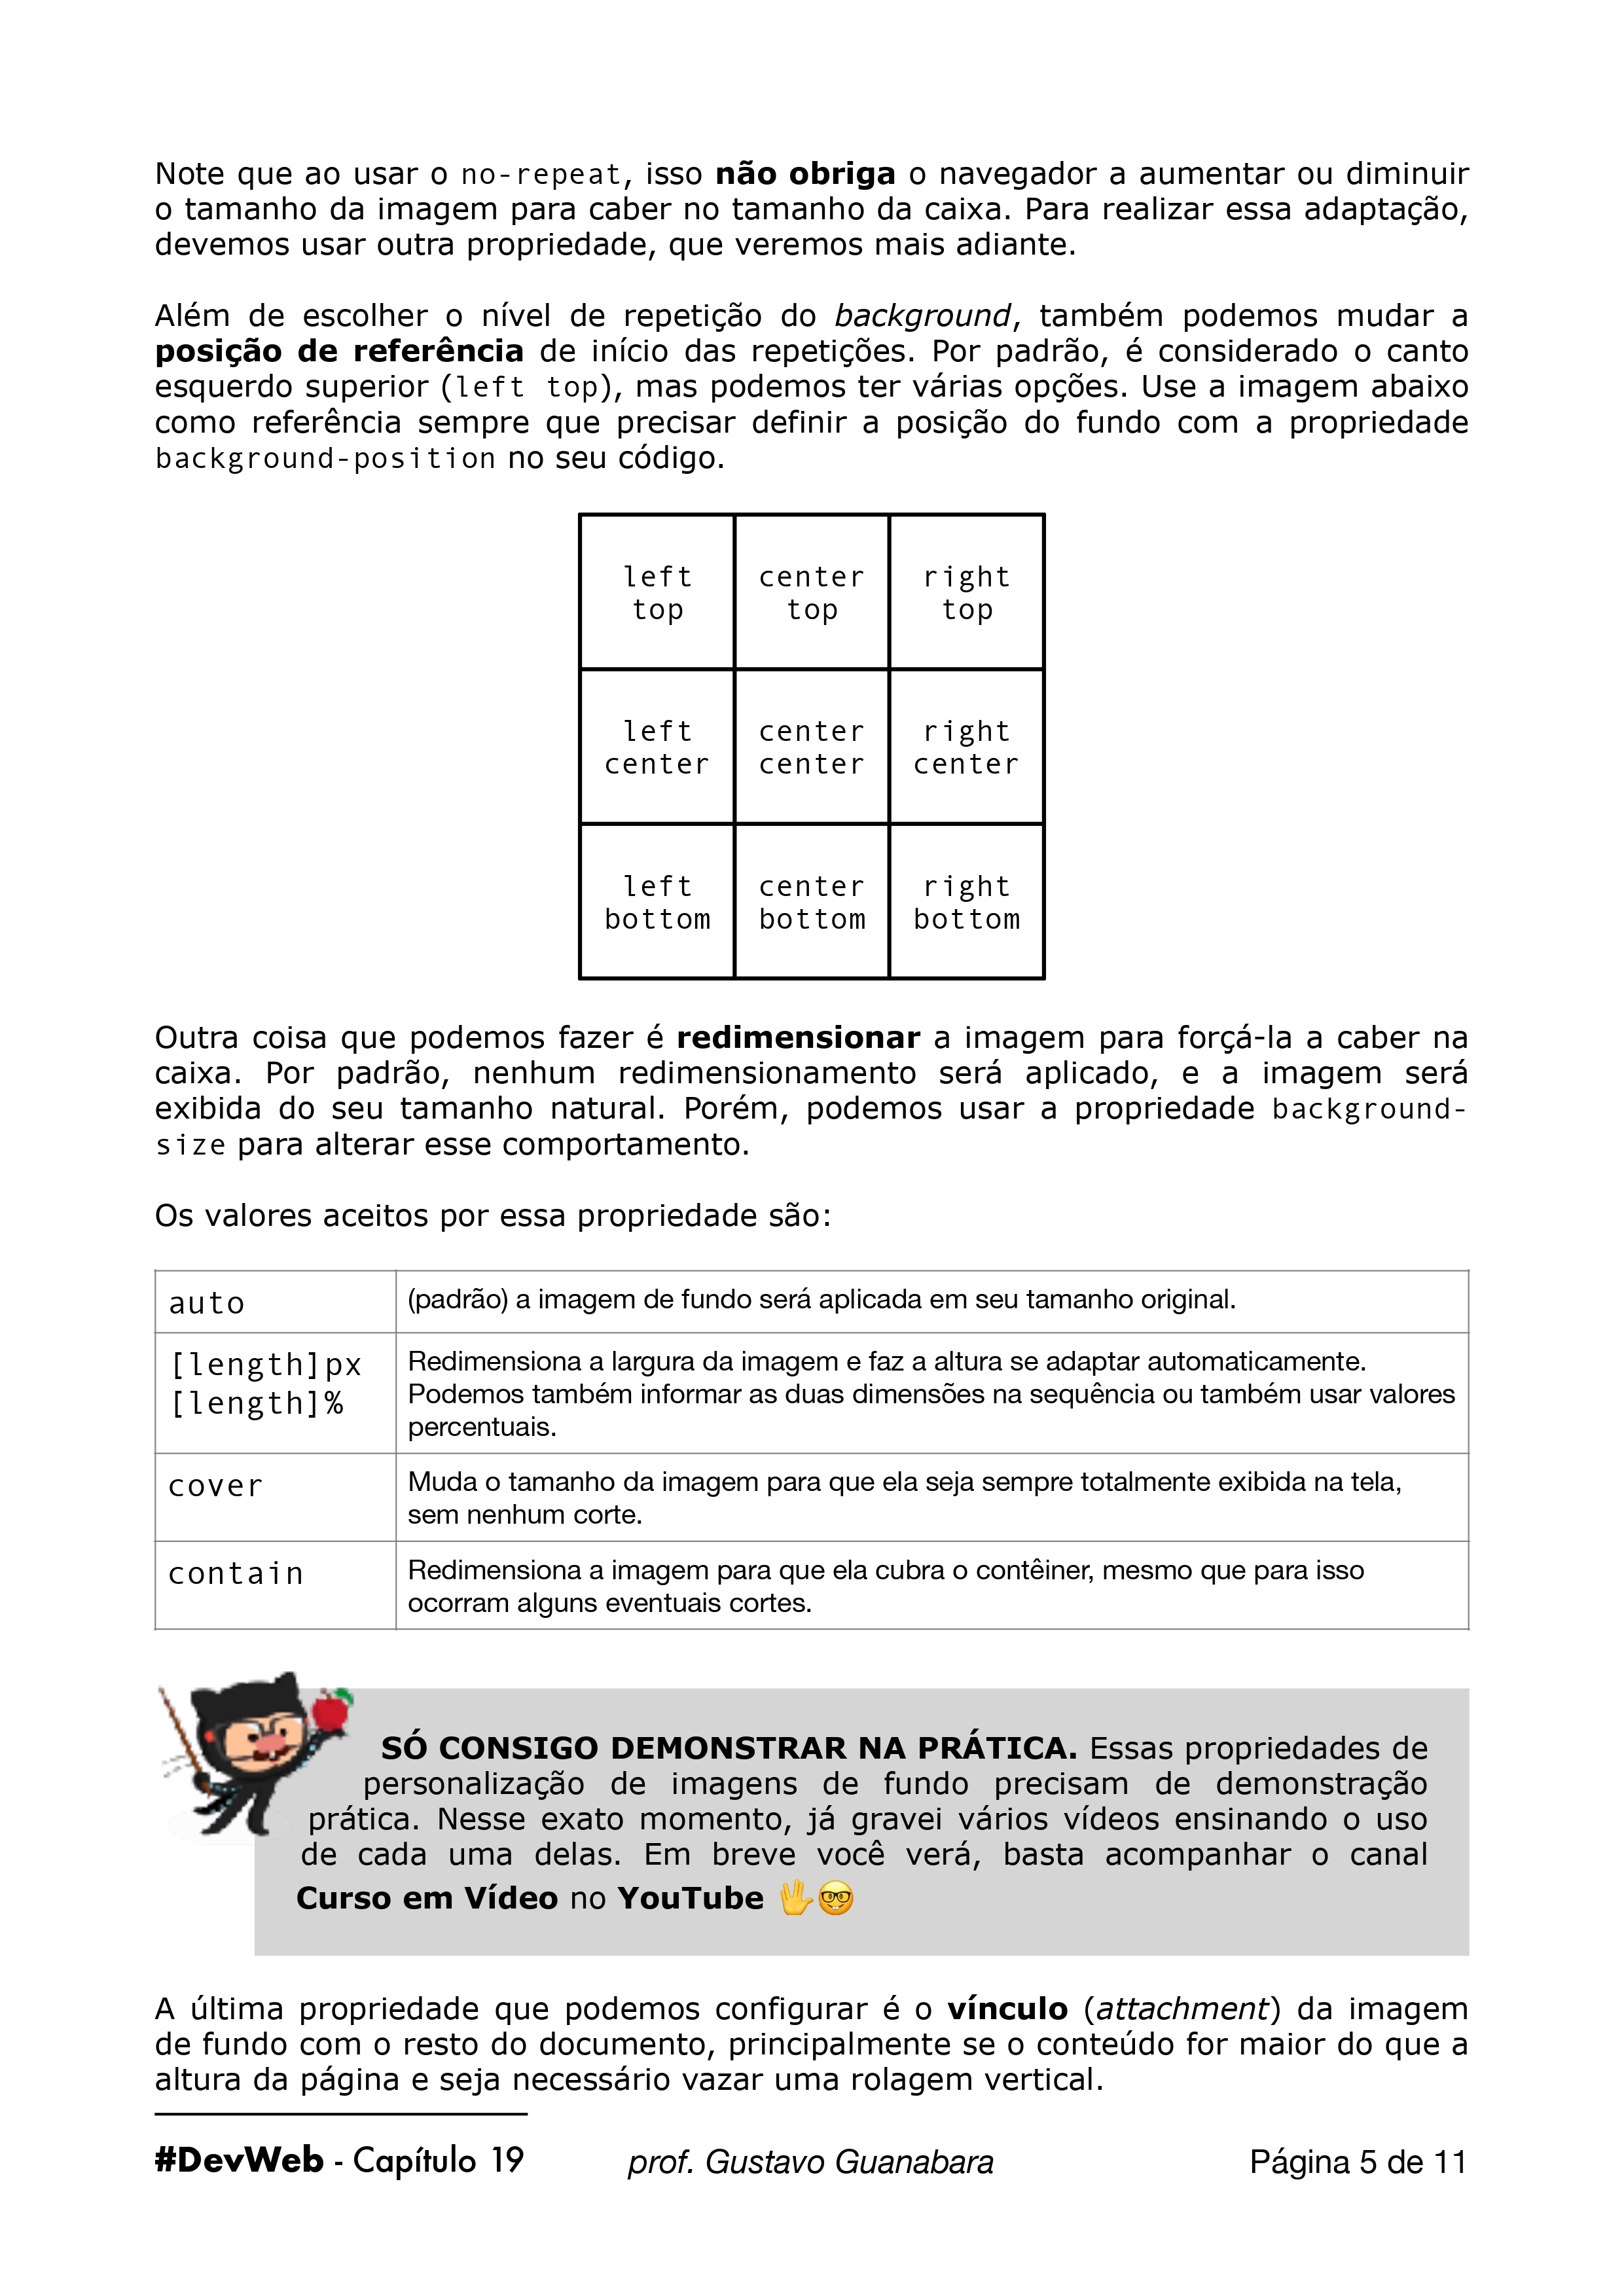 Note que ao usar o no-repeat, isso não obriga o navegador a aumentar ou diminuir
o tamanho da imagem para caber no tamanho da caixa. Para realizar essa adaptação,
devemos usar outra propriedade, que veremos mais adiante.
Além de escolher o nível de repetição do background, também podemos mudar a
posição de referência de início das repetições. Por padrão, é considerado o canto
esquerdo superior (left top), mas podemos ter várias opções. Use a imagem abaixo
como referência sempre que precisar definir a posição do fundo com a propriedade
background-position no seu código.
left center right
top top top
left center right
center center center
left center right
bottom bottom bottom
Outra coisa que podemos fazer é redimensionar a imagem para forçá-la a caber na
caixa. Por padrão, nenhum redimensionamento será aplicado, e a imagem será
exibida do seu tamanho natural. Porém, podemos usar a propriedade background-
size para alterar esse comportamento.
Os valores aceitos por essa propriedade são:
auto (padrão) a imagem de fundo será aplicada em seu tamanho original.
[length]px Redimensiona a largura da imagem e faz a altura se adaptar automaticamente.
[length]% Podemos também informar as duas dimensões na sequência ou também usar valores
percentuais.
cover Muda o tamanho da imagem para que ela seja sempre totalmente exibida na tela,
sem nenhum corte.
contain Redimensiona a imagem para que ela cubra o contêiner, mesmo que para isso
ocorram alguns eventuais cortes.
SÓ CONSIGO DEMONSTRAR NA PRÁTICA. Essas propriedades de
personalização de imagens de fundo precisam de demonstração
prática. Nesse exato momento, já gravei vários vídeos ensinando o uso
de cada uma delas. Em breve você verá, basta acompanhar o canal
Curso em Vídeo no YouTube 🖖🤓
A última propriedade que podemos configurar é o vínculo (attachment) da imagem
de fundo com o resto do documento, principalmente se o conteúdo for maior do que a
altura da página e seja necessário vazar uma rolagem vertical.
#DevWeb - Capítulo 19 prof. Gustavo Guanabara Página 5 de 11